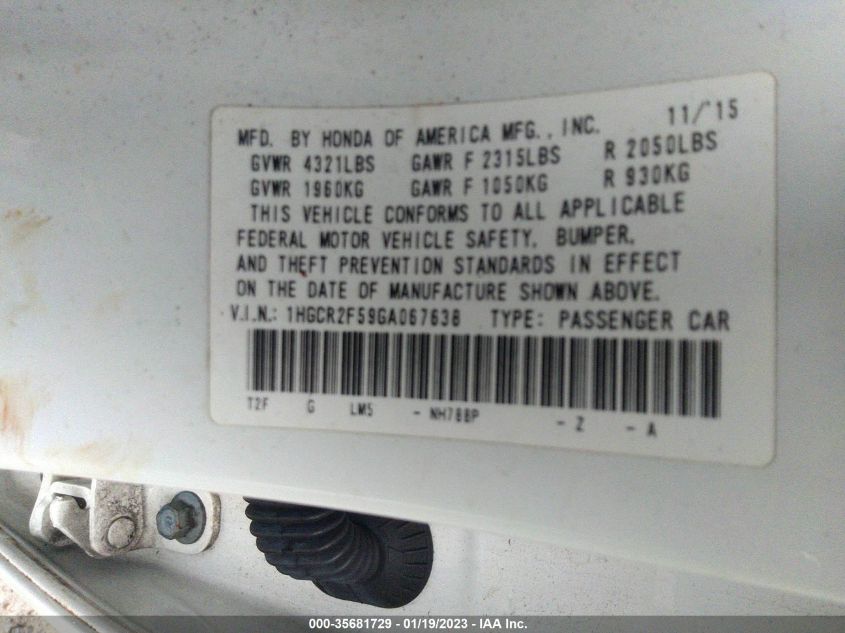 11/'15
MFD. BY HONDA OF AMERICA MFG., INC.
GVWR 4321LBS GAWR F 2315LBS R 2050LBS
GVWR 1960KG GAWR F 1050KG R 930KG
THIS VEHICLE CONFORMS TO ALL APPLICABLE
FEDERAL MOTOR VEHICLE SAFETY, BUMPER,
AND THEFT PREVENTION STANDARDS IN EFFECT
ON THE DATE OF MANUFACTURE SHOWN ABOVE.
V.I.N.: 1HGCR2F59GA067638 TYPE: PASSENGER CAR
T2F G LM5 - NH788P - Z - A
000-35681729 - 01/19/2023 - IAA Inc.